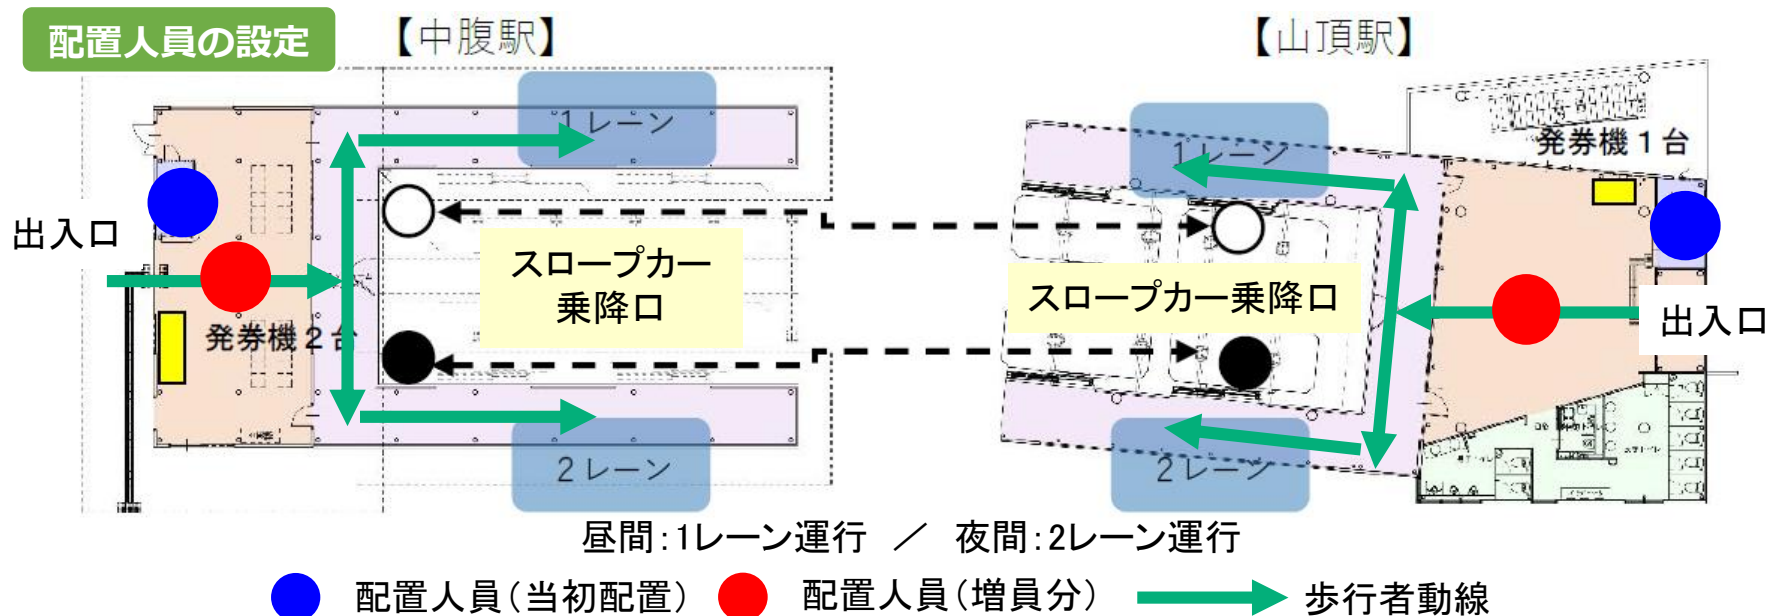 配置人員の設定
【中腹駅】
【山頂駅】
1レーン
1レーン
発券機1台
出入口
スロープカー
乗降口
スロープカー乗降口
出入口
発券機2台
2レーン
2レーン
昼間:1レーン運行 / 夜間:2レーン運行
配置人員(当初配置)
配置人員(増員分)
歩行者動線